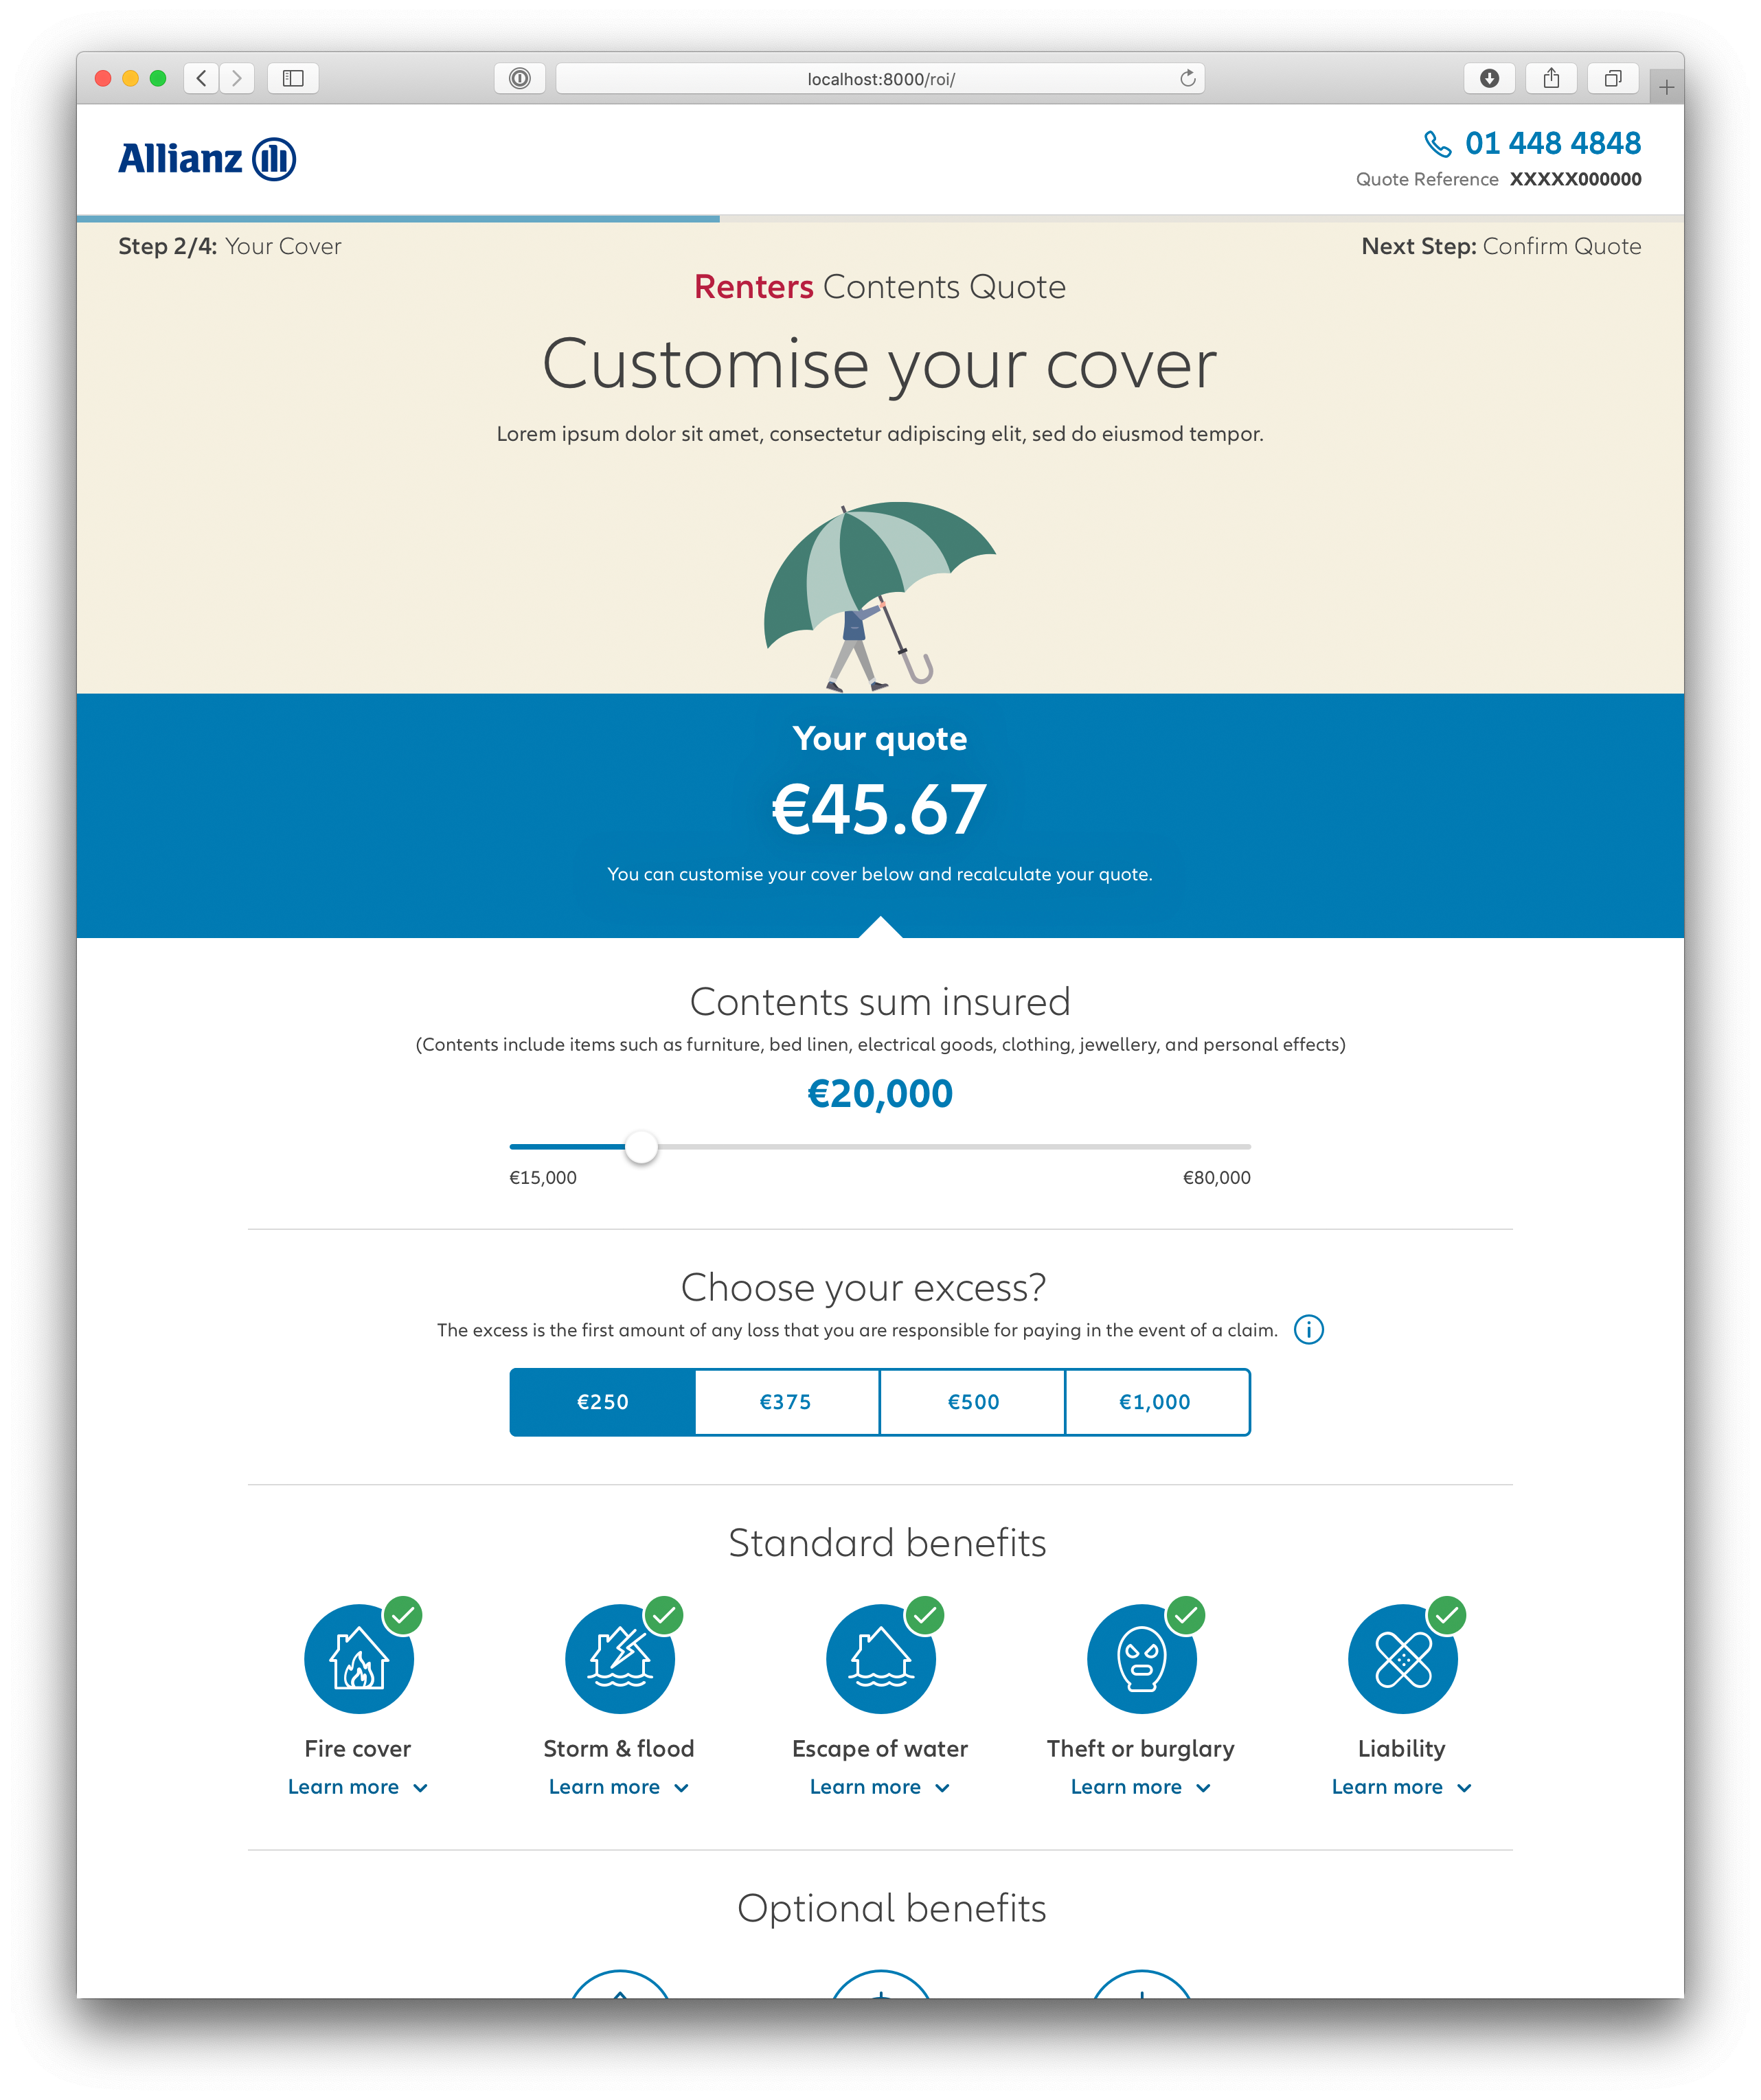 localhost:8000/roi/
Allianz
01 448 4848
Quote Reference XXXXX000000
Step 2/4: Your Cover
Next Step: Confirm Quote
Renters Contents Quote
Customise your cover
Lorem ipsum dolor sit amet, consectetur adipiscing elit, sed do eiusmod tempor.
Your quote
€45.67
You can customise your cover below and recalculate your quote.
Contents sum insured
(Contents include items such as furniture, bed linen, electrical goods, clothing, jewellery, and personal effects)
€20,000
€15,000 €80,000
Choose your excess?
The excess is the first amount of any loss that you are responsible for paying in the event of a claim.
€250 €375 €500 €1,000
Standard benefits
Fire cover Storm & flood Escape of water Theft or burglary Liability
Learn more Learn more Learn more Learn more Learn more
Optional benefits